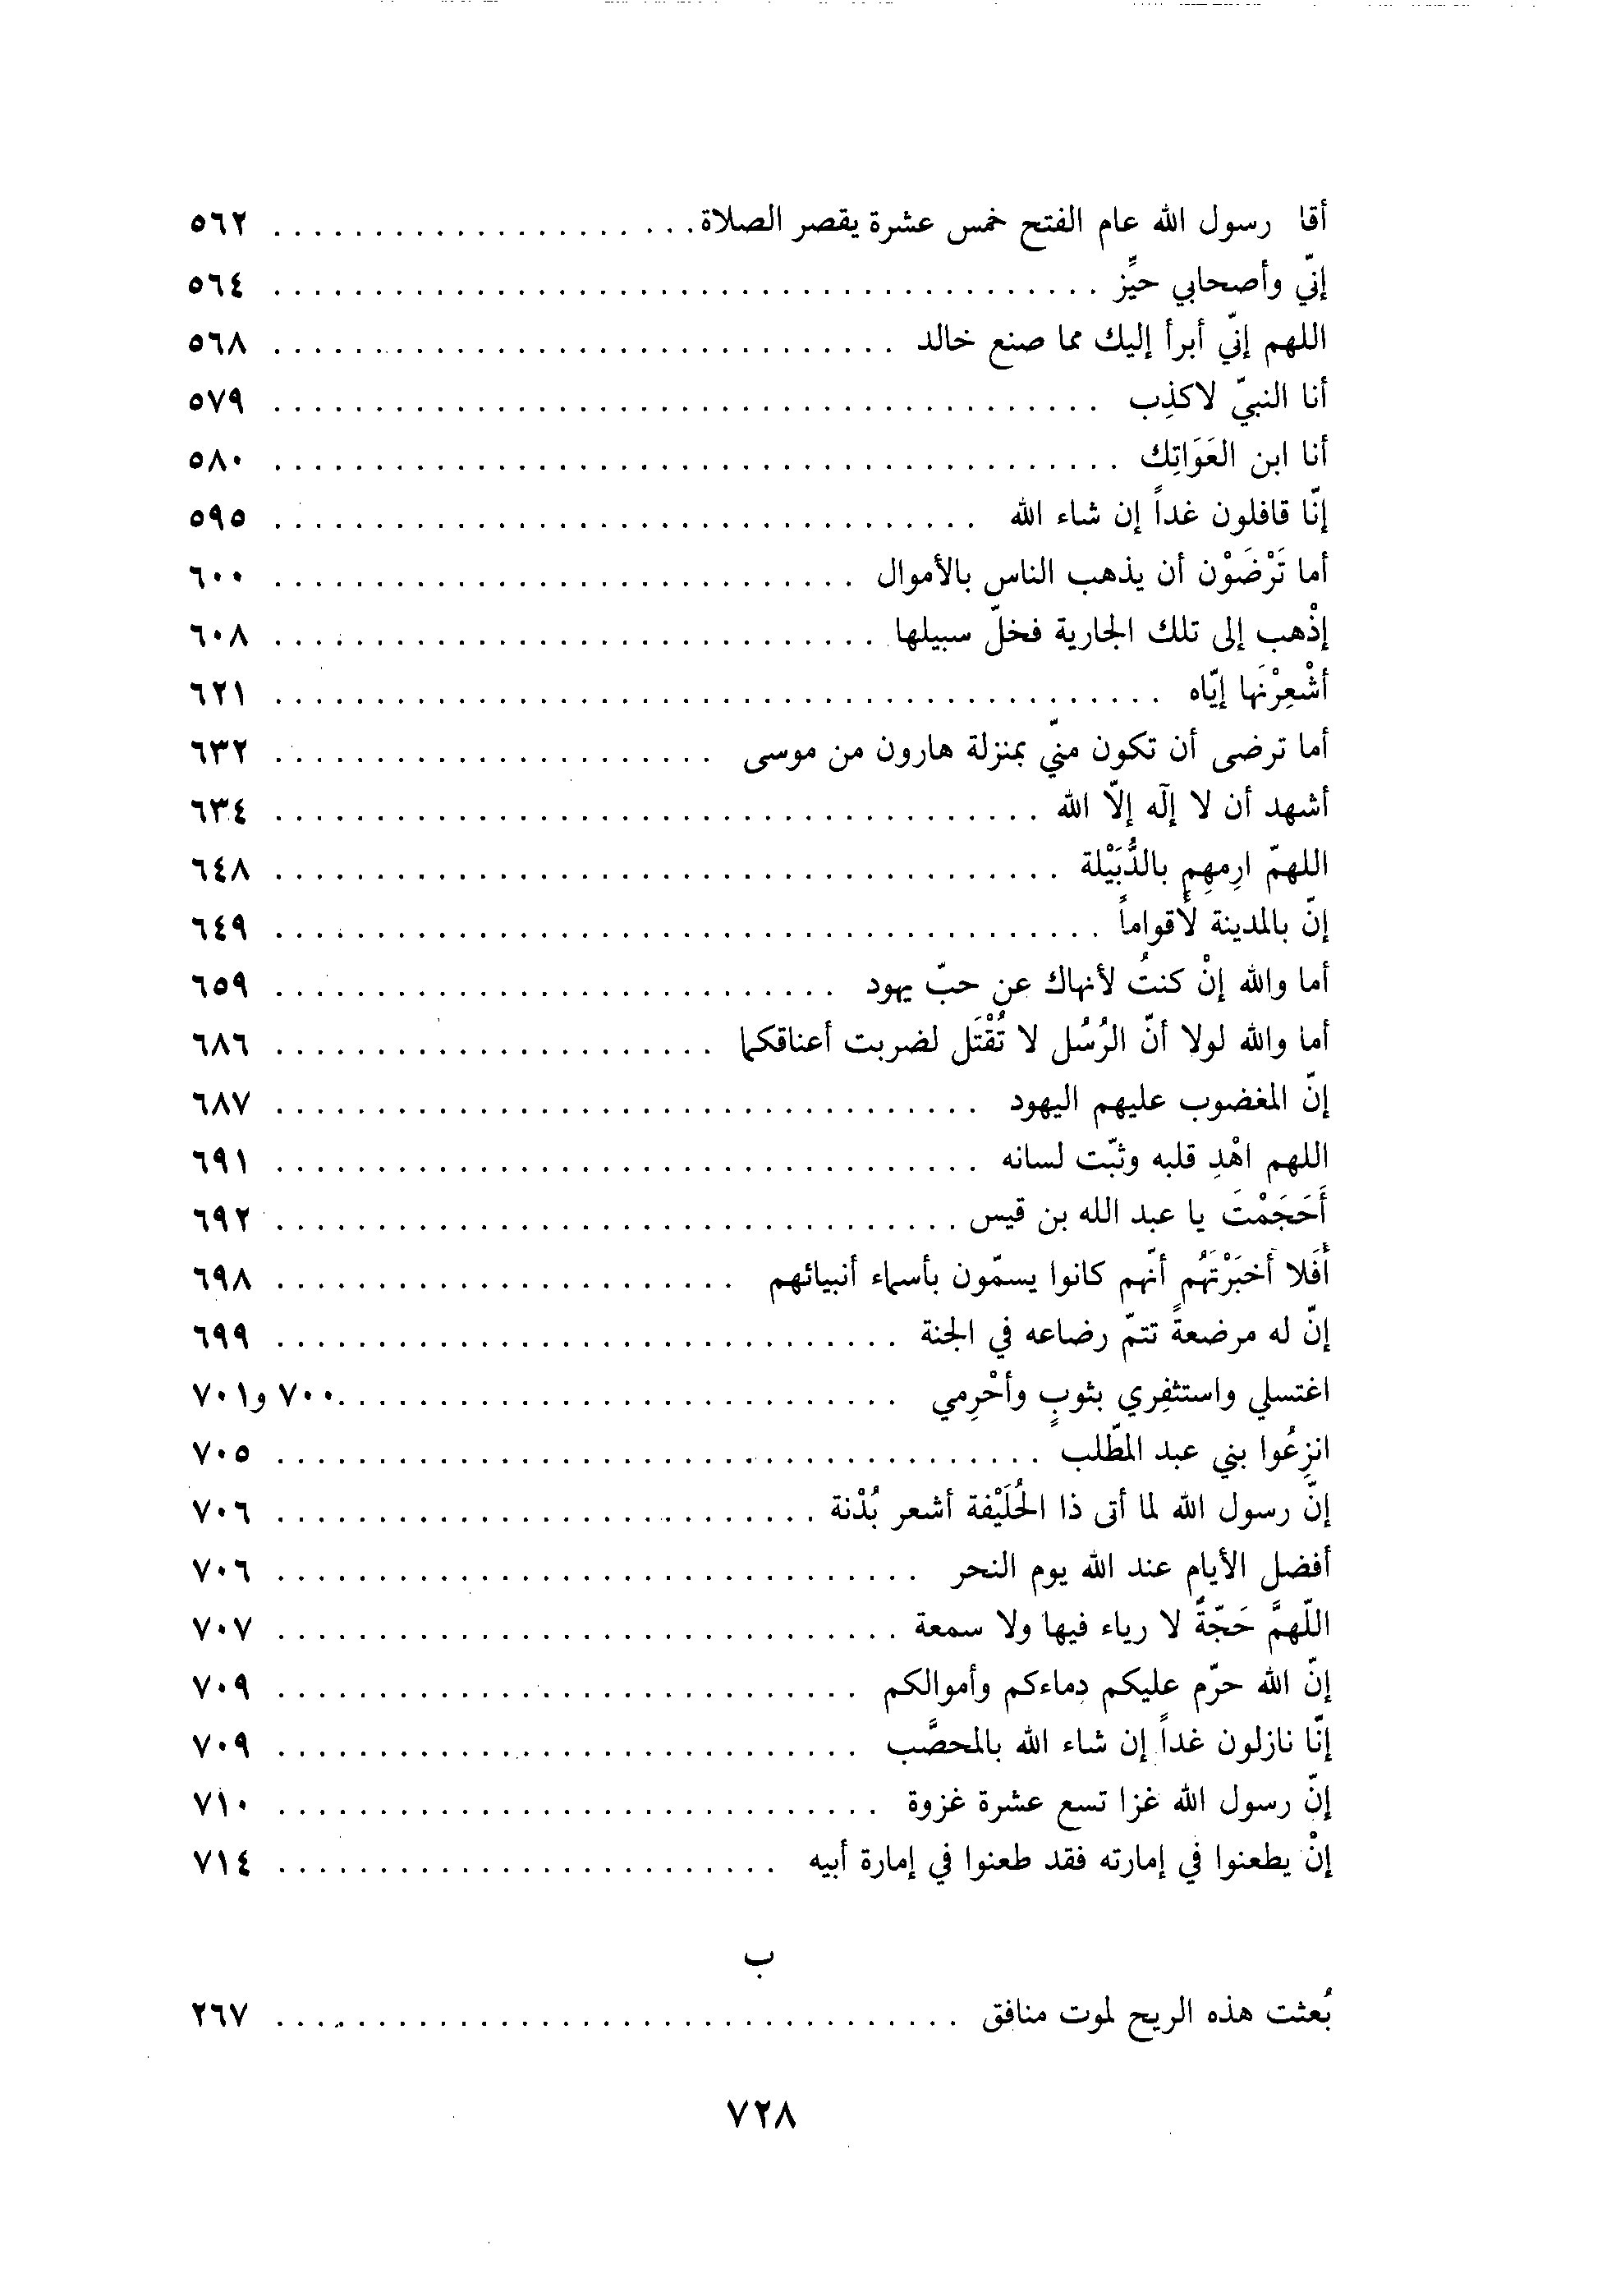 أقا رسول الله عام الفتح خمس عشرة يقصر الصلاة . . . . . . . . . . . . . . . . . . . . . ٥٦٢
إنّي وأصحابي حيِّز . . . . . . . . . . . . . . . . . . . . . . . . . . . . . . . . . . . . . . . . . ٥٦٤
اللهم إنّي أبرأ إليك مما صنع خالد . . . . . . . . . . . . . . . . . . . . . . . . . . . . . . . ٥٦٨
أنا النبيّ لاكذِب . . . . . . . . . . . . . . . . . . . . . . . . . . . . . . . . . . . . . . . . . ٥٧٩
أنا ابن العَوَاتِك . . . . . . . . . . . . . . . . . . . . . . . . . . . . . . . . . . . . . . . . . . ٥٨٠
إنّا قافلون غداً إن شاء الله . . . . . . . . . . . . . . . . . . . . . . . . . . . . . . . . . . . ٥٩٥
أما تَرْضَوْن أن يذهب الناس بالأموال . . . . . . . . . . . . . . . . . . . . . . . . . . . . . ٦٠٠
إذْهب إلى تلك الجارية فخلّ سبيلها . . . . . . . . . . . . . . . . . . . . . . . . . . . . . . ٦٠٨
أشْعِرْنَها إيّاه . . . . . . . . . . . . . . . . . . . . . . . . . . . . . . . . . . . . . . . . . . . . ٦٢١
أما ترضى أن تكون منّي بمنزلة هارون من موسى . . . . . . . . . . . . . . . . . . . . . . ٦٣٢
أشهد أن لا إلٓه إلاّ الله . . . . . . . . . . . . . . . . . . . . . . . . . . . . . . . . . . . . . . ٦٣٤
اللهمّ ارِمهِم بالدُّبَيْلة . . . . . . . . . . . . . . . . . . . . . . . . . . . . . . . . . . . . . . . ٦٤٨
إنّ بالمدينة لأَقواماً . . . . . . . . . . . . . . . . . . . . . . . . . . . . . . . . . . . . . . . . . ٦٤٩
أما والله إنْ كنتُ لأنهاك عن حبّ يهود . . . . . . . . . . . . . . . . . . . . . . . . . . . . ٦٥٩
أما والله لولا أنّ الرُسُل لا تُقْتَل لضربت أعناقكما . . . . . . . . . . . . . . . . . . . . . . ٦٨٦
إنّ المغضوب عليهم اليهود . . . . . . . . . . . . . . . . . . . . . . . . . . . . . . . . . . . ٦٨٧
اللهم اهْدِ قلبه وثبّت لسانه . . . . . . . . . . . . . . . . . . . . . . . . . . . . . . . . . . . ٦٩١
أَحَجَمْتَ يا عبد الله بن قيس . . . . . . . . . . . . . . . . . . . . . . . . . . . . . . . . . . ٦٩٢
أَفَلا أخبَرْتَهُم أنّهم كانوا يسمّون بأسماء أنبيائهم . . . . . . . . . . . . . . . . . . . . . . . ٦٩٨
إنّ له مرضعةً تتمّ رضاعه في الجنة . . . . . . . . . . . . . . . . . . . . . . . . . . . . . . . ٦٩٩
اغتسلي واستثفِري بثوبٍ وأحْرِمي . . . . . . . . . . . . . . . . . . . . . . . . . . . . ٧٠٠ و٧٠١
انزِعُوا بني عبد المطّلب . . . . . . . . . . . . . . . . . . . . . . . . . . . . . . . . . . . . . . ٧٠٥
إنّ رسول الله لما أتى ذا الحُلَيْفة أشعر بُدْنة . . . . . . . . . . . . . . . . . . . . . . . . . . . ٧٠٦
أفضل الأيام عند الله يوم النحر . . . . . . . . . . . . . . . . . . . . . . . . . . . . . . . . ٧٠٦
اللّهمَّ حَجّةً لا رياء فيها ولا سمعة . . . . . . . . . . . . . . . . . . . . . . . . . . . . . . . ٧٠٧
إنّ الله حرّم عليكم دماءكم وأموالكم . . . . . . . . . . . . . . . . . . . . . . . . . . . . . ٧٠٩
إنّا نازلون غداً إن شاء الله بالمحصَّب . . . . . . . . . . . . . . . . . . . . . . . . . . . . . ٧٠٩
إنّ رسول الله غزا تسع عشرة غزوة . . . . . . . . . . . . . . . . . . . . . . . . . . . . . . ٧١٠
إنْ يطعنوا في إمارته فقد طعنوا في إمارة أبيه . . . . . . . . . . . . . . . . . . . . . . . . . ٧١٤
ب
بُعثت هذه الريح لموت منافق . . . . . . . . . . . . . . . . . . . . . . . . . . . . . . . . . . ٢٦٧
٧٢٨